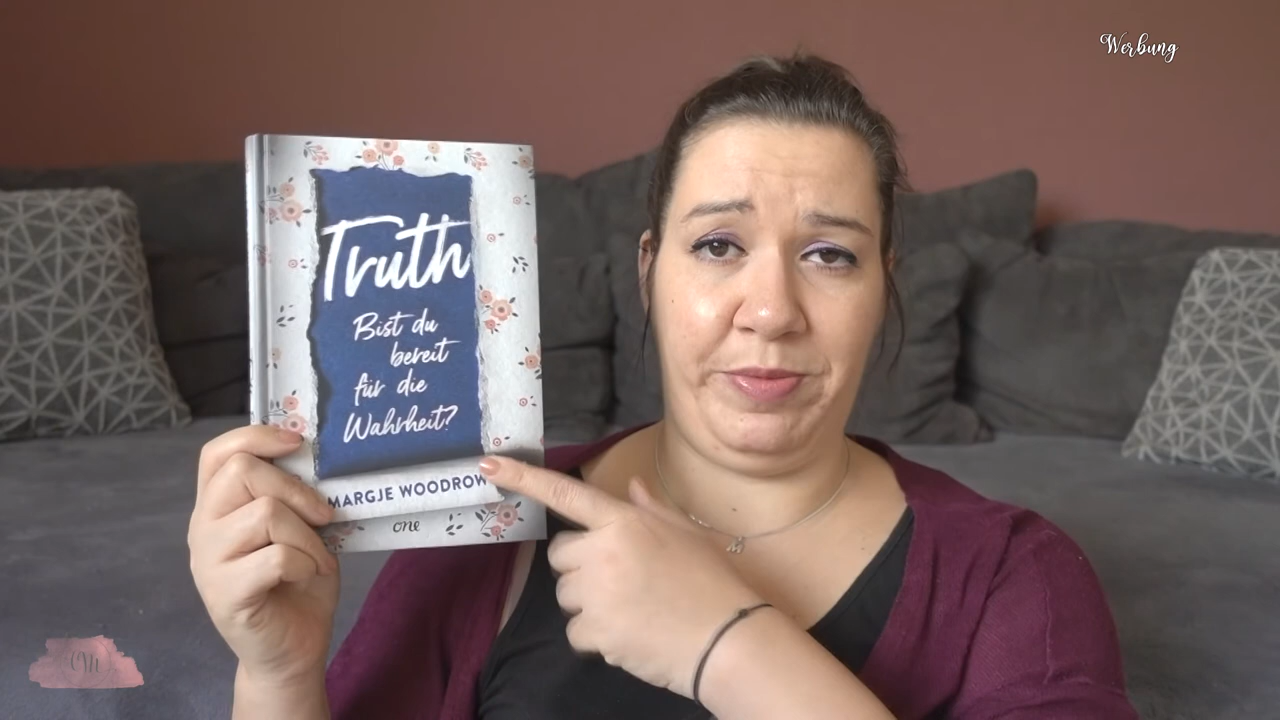 Werbung
Truth
Bist du
bereit
für die
Wahrheit?
MARGJE WOODROW
one
M